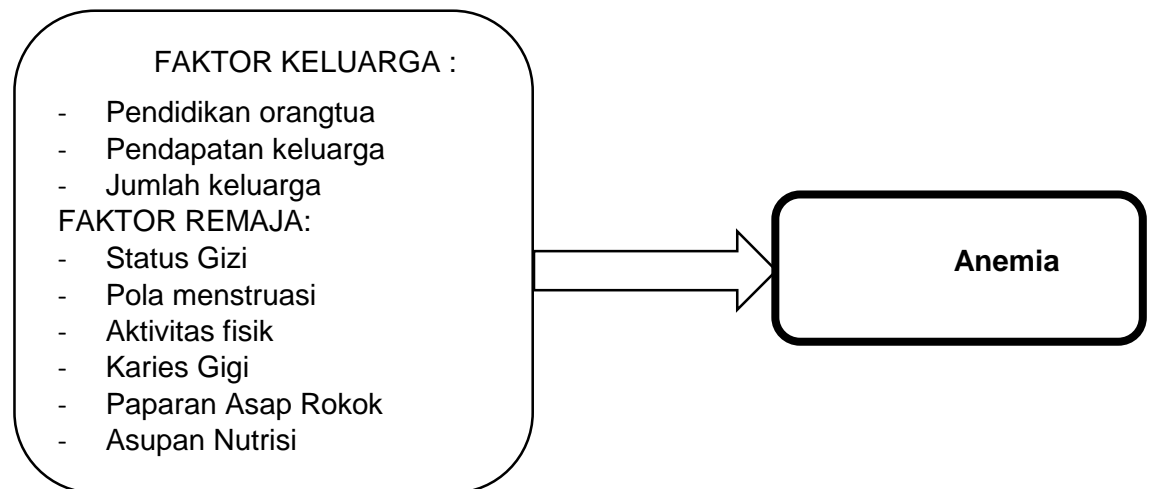 FAKTOR KELUARGA :
- Pendidikan orangtua
- Pendapatan keluarga
- Jumlah keluarga
FAKTOR REMAJA:
- Status Gizi
- Pola menstruasi
- Aktivitas fisik
- Karies Gigi
- Paparan Asap Rokok
- Asupan Nutrisi
Anemia